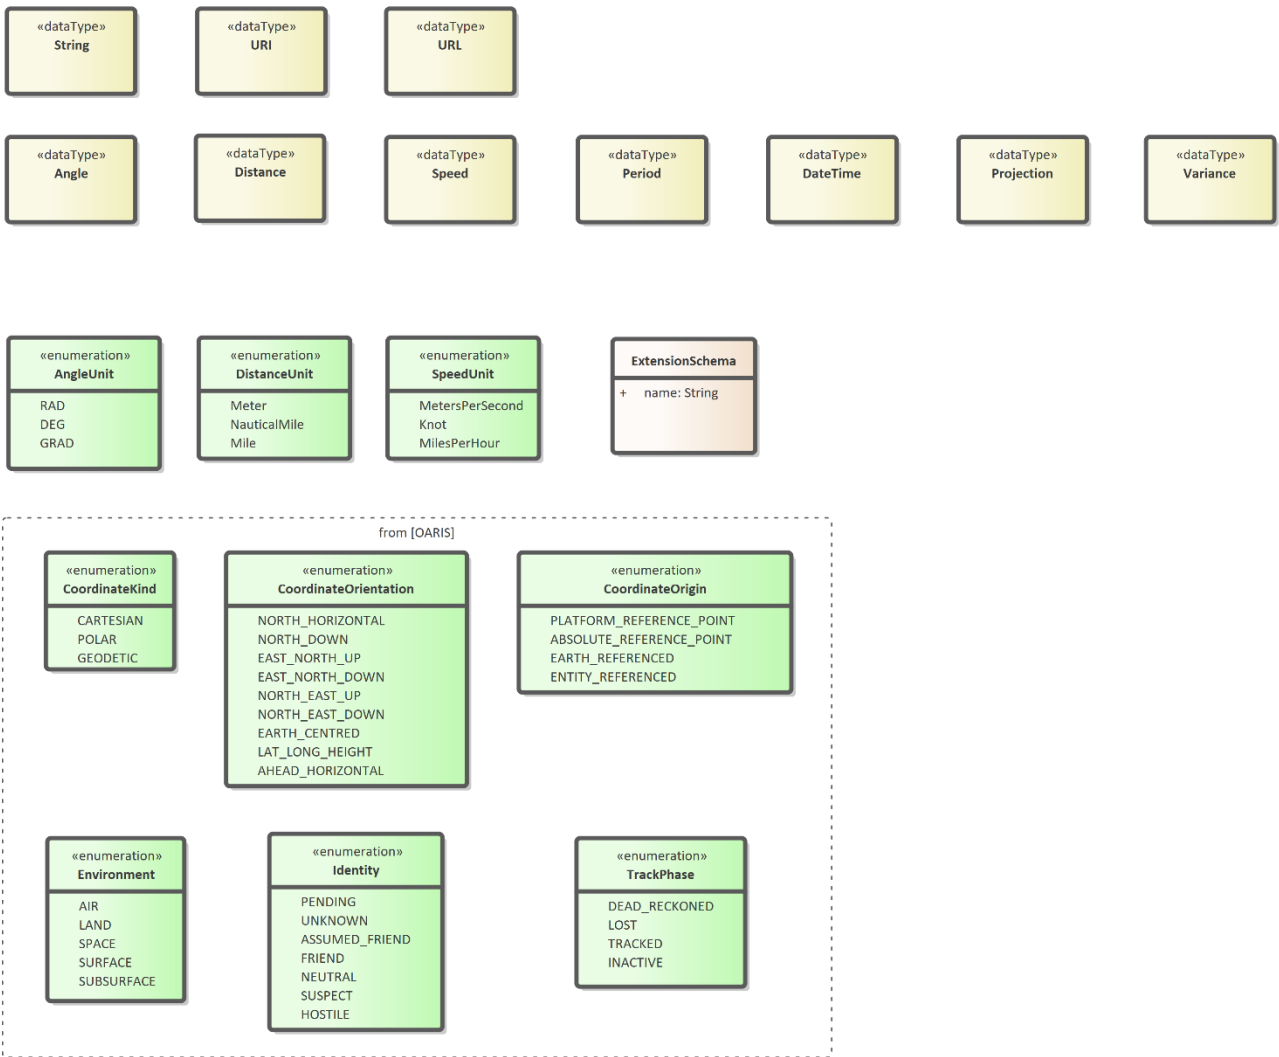 «dataType»
String
«dataType»
URI
«dataType»
URL
«dataType»
Angle
«dataType»
Distance
«dataType»
Speed
«dataType»
Period
«dataType»
DateTime
«dataType»
Projection
«dataType»
Variance
«enumeration»
AngleUnit
RAD
DEG
GRAD
«enumeration»
DistanceUnit
Meter
NauticalMile
Mile
«enumeration»
SpeedUnit
MetersPerSecond
Knot
MilesPerHour
ExtensionSchema
+ name: String
from [OARIS]
«enumeration»
CoordinateKind
CARTESIAN
POLAR
GEODETIC
«enumeration»
CoordinateOrientation
NORTH_HORIZONTAL
NORTH_DOWN
EAST_NORTH_UP
EAST_NORTH_DOWN
NORTH_EAST_UP
NORTH_EAST_DOWN
EARTH_CENTRED
LAT_LONG_HEIGHT
AHEAD_HORIZONTAL
«enumeration»
CoordinateOrigin
PLATFORM_REFERENCE_POINT
ABSOLUTE_REFERENCE_POINT
EARTH_REFERENCED
ENTITY_REFERENCED
«enumeration»
Environment
AIR
LAND
SPACE
SURFACE
SUBSURFACE
«enumeration»
Identity
PENDING
UNKNOWN
ASSUMED_FRIEND
FRIEND
NEUTRAL
SUSPECT
HOSTILE
«enumeration»
TrackPhase
DEAD_RECKONED
LOST
TRACKED
INACTIVE